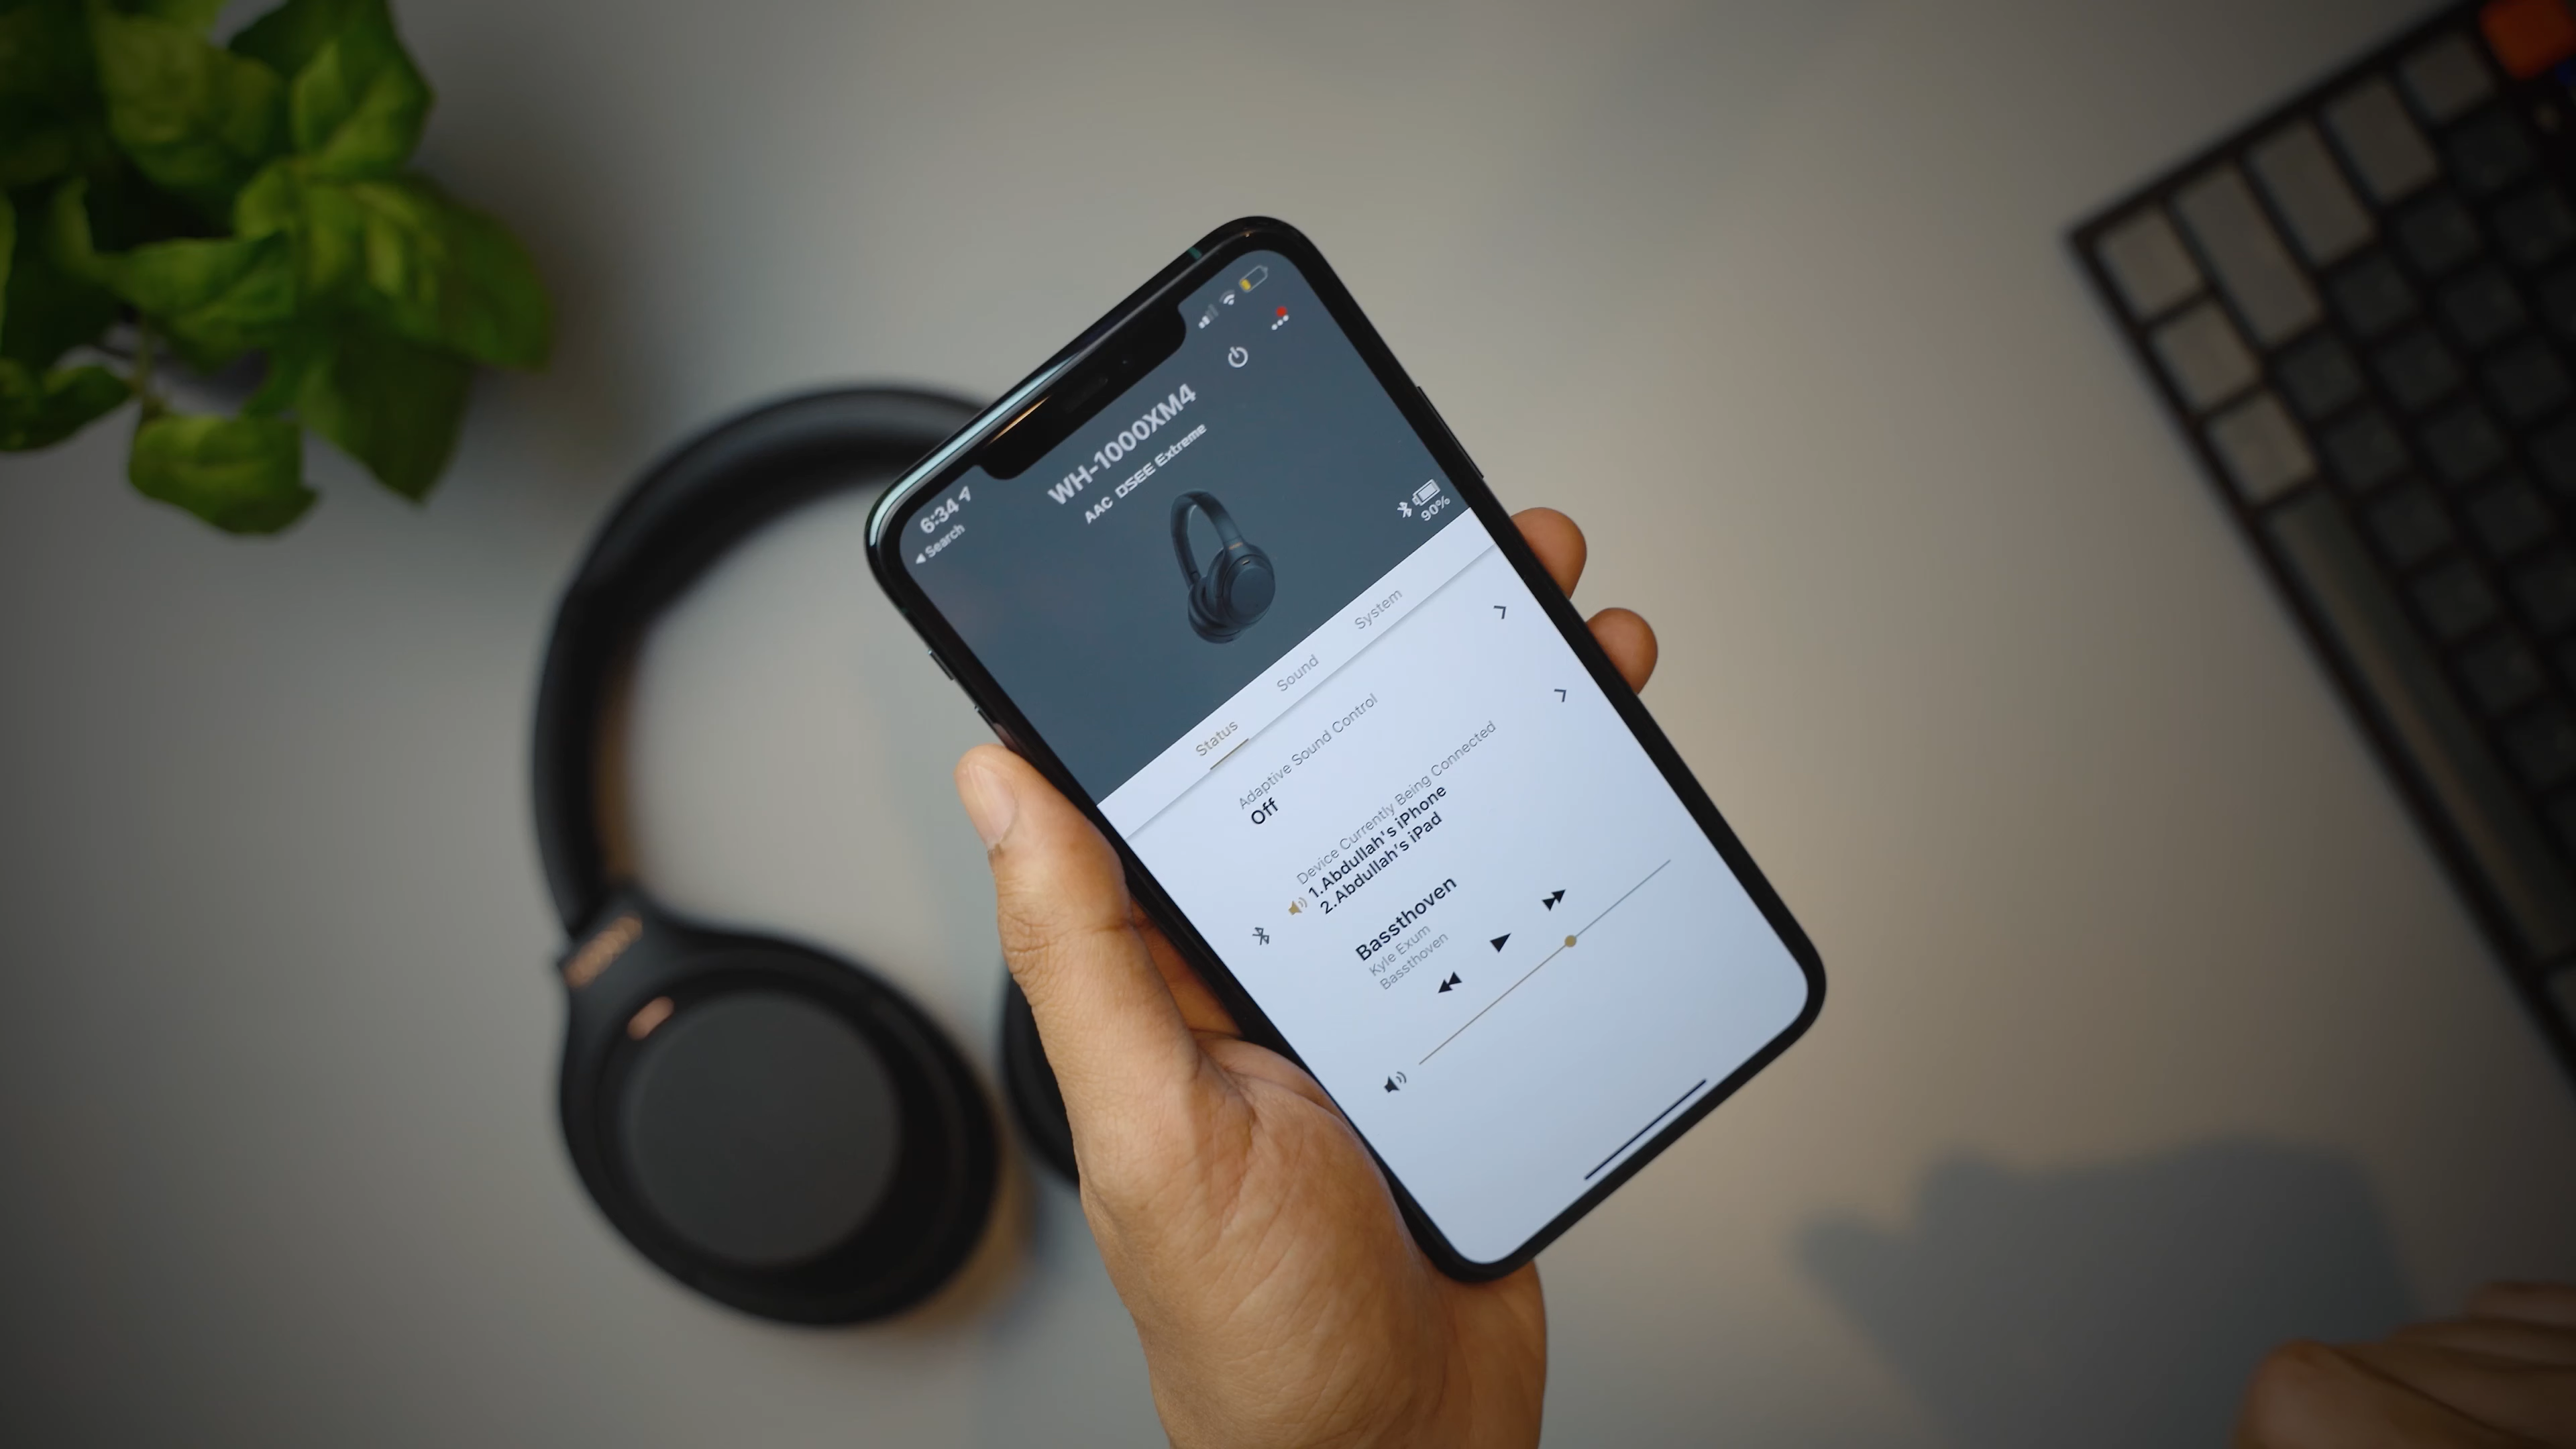 6:34
Search
WH-1000XM4
AAC DSEE Extreme
90%
Status
Sound
System
Adaptive Sound Control
Off
Device Currently Being Connected
1.Abdullah's iPhone
2.Abdullah's iPad
Bassthoven
Kyle Exum
Bassthoven